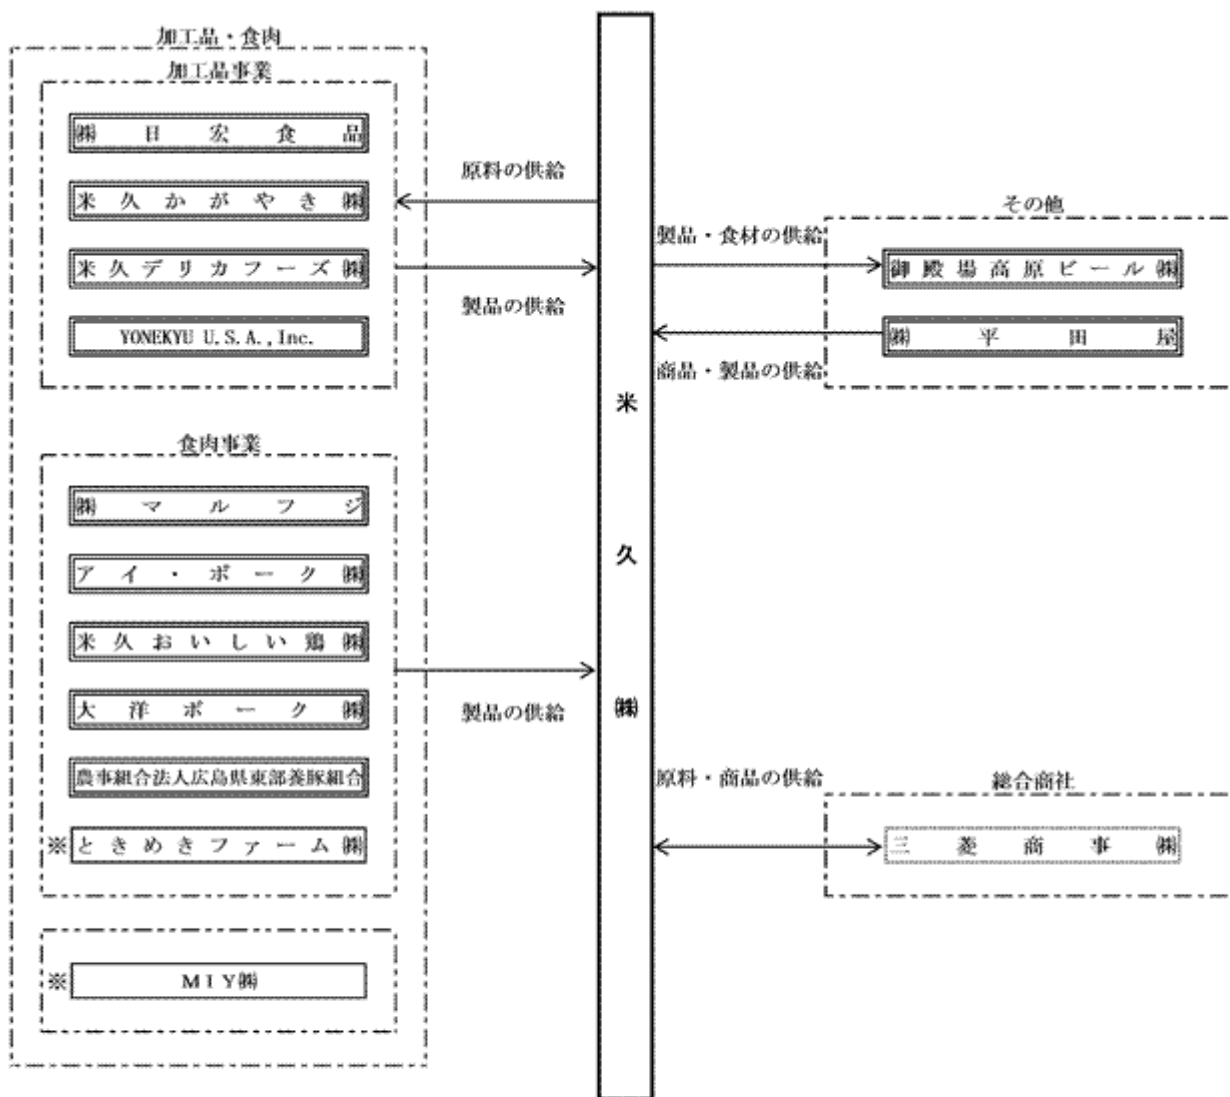 加工品・食肉
加工品事業
㈱日宏食品
米久かがやき㈱
米久デリカフーズ㈱
YONEKYU U.S.A.,Inc.
食肉事業
㈱マルフジ
アイ・ポーク㈱
米久おいしい鶏㈱
大洋ポーク㈱
農事組合法人広島県東部養豚組合
※ときめきファーム㈱
※MIY㈱
原料の供給
製品の供給
製品の供給
米久㈱
製品・食材の供給
商品・製品の供給
その他
御殿場高原ビール㈱
㈱平田屋
原料・商品の供給
総合商社
三菱商事㈱